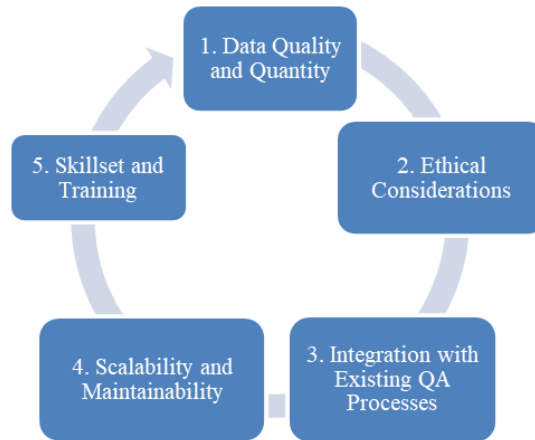 1. Data Quality
and Quantity
2. Ethical
Considerations
3. Integration with
Existing QA
Processes
4. Scalability and
Maintainability
5. Skillset and
Training